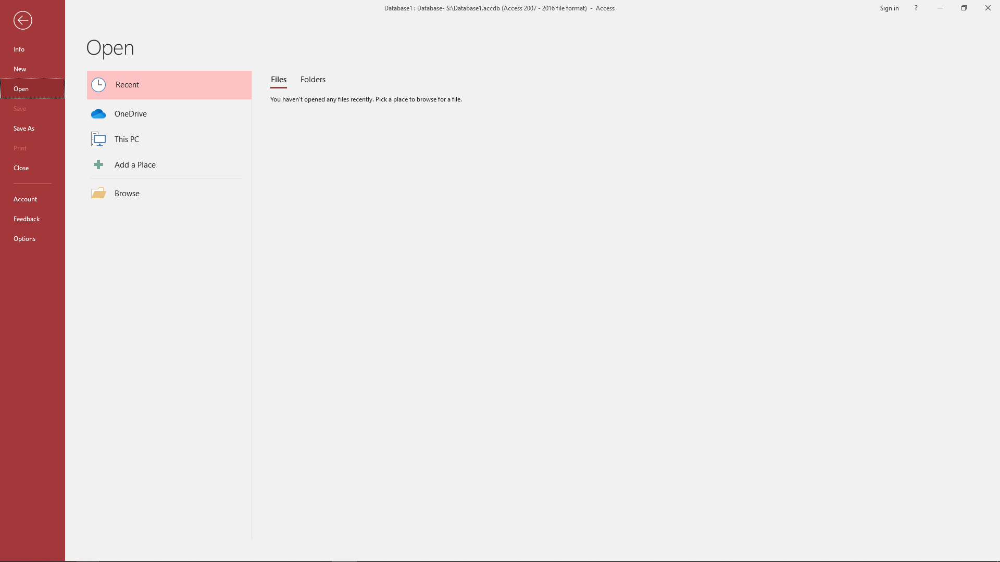 Database1 : Database- S:\Database1.accdb (Access 2007 - 2016 file format)  -  Access
Sign in
?
Info
New
Open
Save
Save As
Print
Close
Account
Feedback
Options
Open
Recent
OneDrive
This PC
Add a Place
Browse
Files
Folders
You haven't opened any files recently. Pick a place to browse for a file.